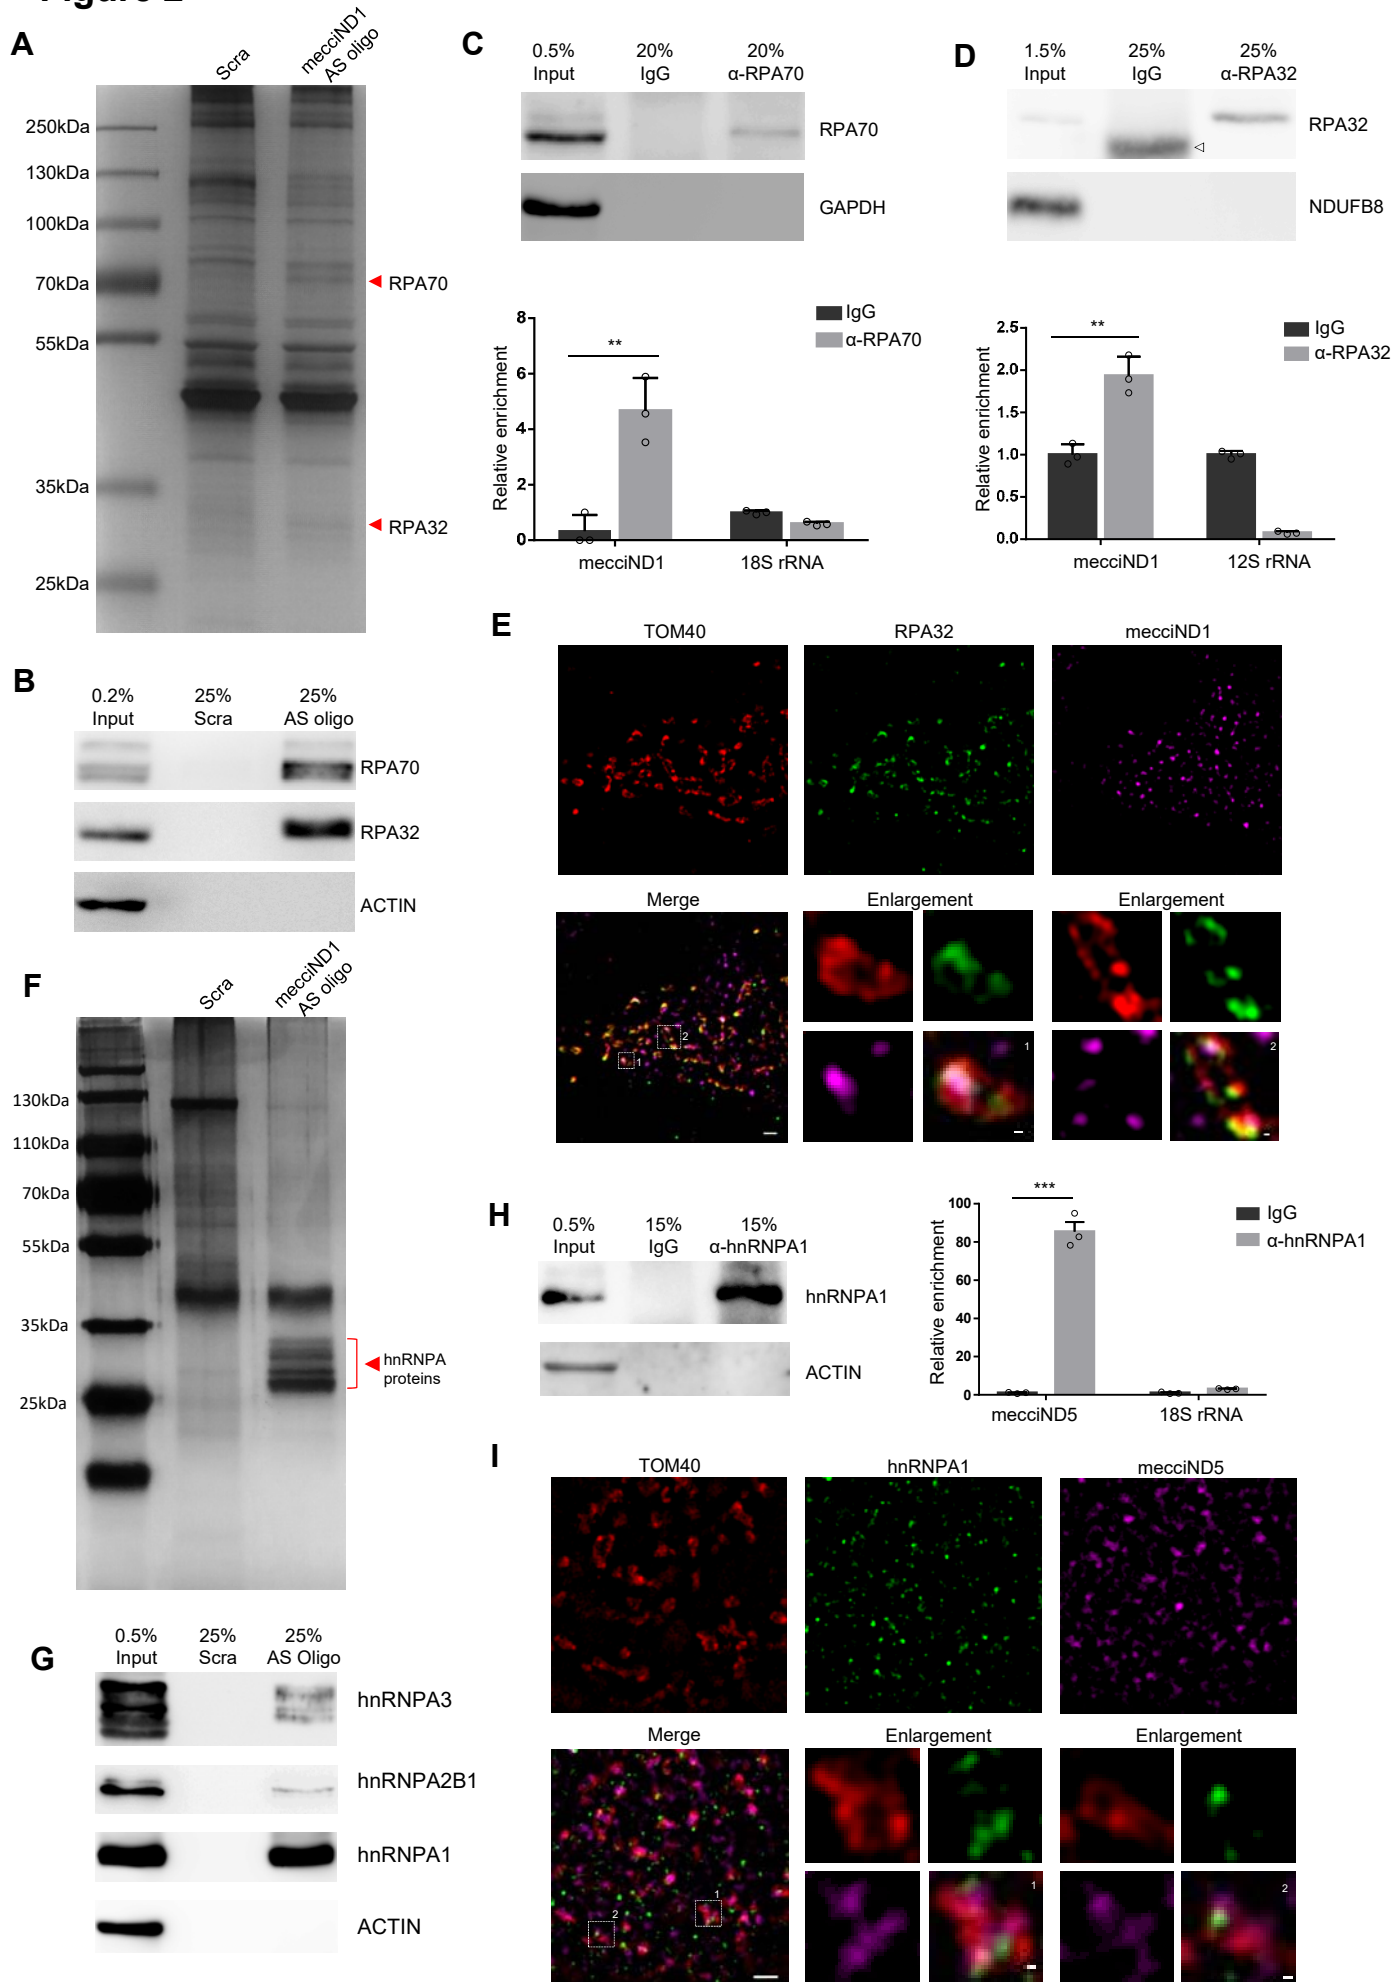 Figure 2
A
Scra
mecciND1
AS oligo
250kDa
130kDa
100kDa
70kDa
55kDa
35kDa
25kDa
RPA70
RPA32
B
0.2%
Input
25%
Scra
25%
AS oligo
RPA70
RPA32
ACTIN
C
0.5%
Input
20%
IgG
20%
α-RPA70
RPA70
GAPDH
IgG
α-RPA70
**
Relative enrichment
8
6
4
2
0
mecciND1
18S rRNA
D
1.5%
Input
25%
IgG
25%
α-RPA32
RPA32
NDUFB8
IgG
α-RPA32
**
Relative enrichment
2.5
2.0
1.5
1.0
0.5
0.0
mecciND1
12S rRNA
E
TOM40
RPA32
mecciND1
Merge
Enlargement
Enlargement
1
2
1
2
F
Scra
mecciND1
AS oligo
130kDa
110kDa
70kDa
55kDa
35kDa
25kDa
hnRNPA
proteins
G
0.5%
Input
25%
Scra
25%
AS Oligo
hnRNPA3
hnRNPA2B1
hnRNPA1
ACTIN
H
0.5%
Input
15%
IgG
15%
α-hnRNPA1
hnRNPA1
ACTIN
***
IgG
α-hnRNPA1
Relative enrichment
100
80
60
40
20
0
mecciND5
18S rRNA
I
TOM40
hnRNPA1
mecciND5
Merge
Enlargement
Enlargement
1
2
1
2